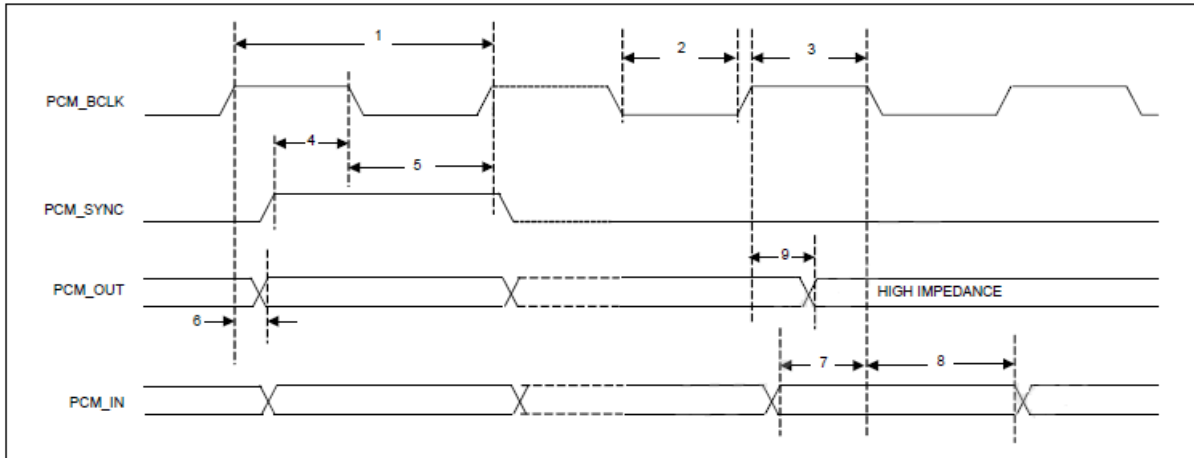 1
2
3
PCM_BCLK
4
5
PCM_SYNC
9
PCM_OUT
HIGH IMPEDANCE
6
7
8
PCM_IN